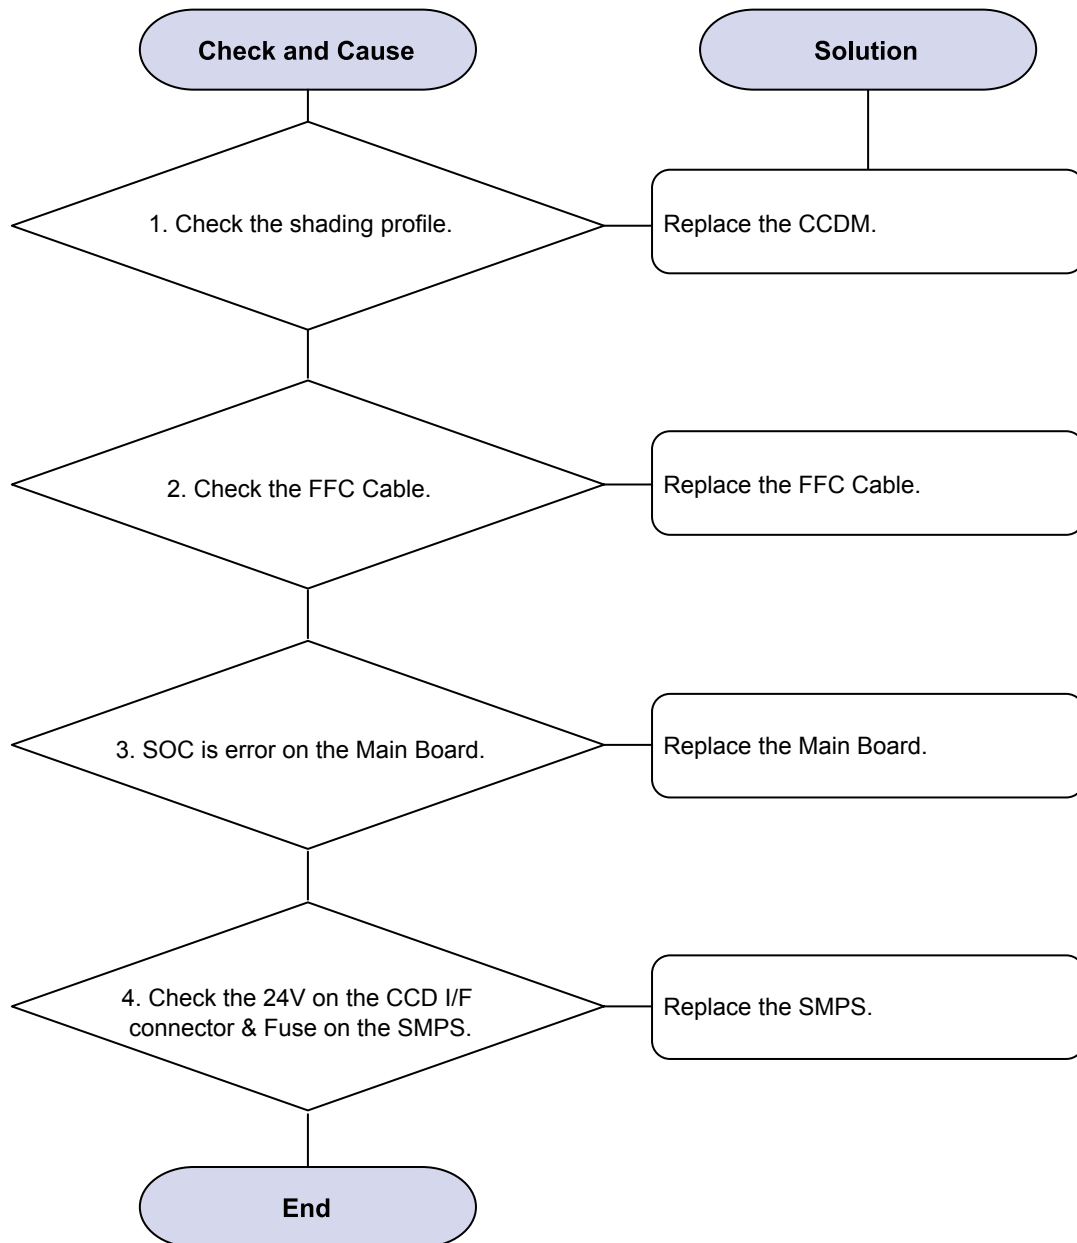 Check and Cause
Solution
1. Check the shading profile.
Replace the CCDM.
2. Check the FFC Cable.
Replace the FFC Cable.
3. SOC is error on the Main Board.
Replace the Main Board.
4. Check the 24V on the CCD I/F
connector & Fuse on the SMPS.
Replace the SMPS.
End